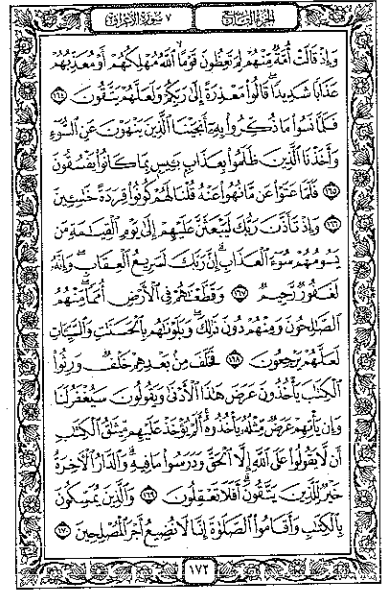 الجزء التاسع ٧ سورة الأعراف
وَإِذْ قَالَتْ أُمَّةٌ مِّنْهُمْ لِمَ تَعِظُونَ قَوْمًا ٱللَّهُ مُهْلِكُهُمْ أَوْ مُعَذِّبُهُمْ
عَذَابًا شَدِيدًا قَالُوا۟ مَعْذِرَةً إِلَىٰ رَبِّكُمْ وَلَعَلَّهُمْ يَتَّقُونَ ١٦٤
فَلَمَّا نَسُوا۟ مَا ذُكِّرُوا۟ بِهِۦٓ أَنجَيْنَا ٱلَّذِينَ يَنْهَوْنَ عَنِ ٱلسُّوٓءِ
وَأَخَذْنَا ٱلَّذِينَ ظَلَمُوا۟ بِعَذَابٍۭ بَـِٔيسٍۭ بِمَا كَانُوا۟ يَفْسُقُونَ
١٦٥ فَلَمَّا عَتَوْا۟ عَن مَّا نُهُوا۟ عَنْهُ قُلْنَا لَهُمْ كُونُوا۟ قِرَدَةً خَـٰسِـِٔينَ
١٦٦ وَإِذْ تَأَذَّنَ رَبُّكَ لَيَبْعَثَنَّ عَلَيْهِمْ إِلَىٰ يَوْمِ ٱلْقِيَـٰمَةِ مَن
يَسُومُهُمْ سُوٓءَ ٱلْعَذَابِ إِنَّ رَبَّكَ لَسَرِيعُ ٱلْعِقَابِ وَإِنَّهُۥ
لَغَفُورٌ رَّحِيمٌ ١٦٧ وَقَطَّعْنَـٰهُمْ فِى ٱلْأَرْضِ أُمَمًا مِّنْهُمُ
ٱلصَّـٰلِحُونَ وَمِنْهُمْ دُونَ ذَٰلِكَ وَبَلَوْنَـٰهُم بِٱلْحَسَنَـٰتِ وَٱلسَّيِّـَٔاتِ
لَعَلَّهُمْ يَرْجِعُونَ ١٦٨ فَخَلَفَ مِنۢ بَعْدِهِمْ خَلْفٌ وَرِثُوا۟
ٱلْكِتَـٰبَ يَأْخُذُونَ عَرَضَ هَـٰذَا ٱلْأَدْنَىٰ وَيَقُولُونَ سَيُغْفَرُ لَنَا
وَإِن يَأْتِهِمْ عَرَضٌ مِّثْلُهُۥ يَأْخُذُوهُ أَلَمْ يُؤْخَذْ عَلَيْهِم مِّيثَـٰقُ ٱلْكِتَـٰبِ
أَن لَّا يَقُولُوا۟ عَلَى ٱللَّهِ إِلَّا ٱلْحَقَّ وَدَرَسُوا۟ مَا فِيهِ وَٱلدَّارُ ٱلْـَٔاخِرَةُ
خَيْرٌ لِّلَّذِينَ يَتَّقُونَ أَفَلَا تَعْقِلُونَ ١٦٩ وَٱلَّذِينَ يُمَسِّكُونَ
بِٱلْكِتَـٰبِ وَأَقَامُوا۟ ٱلصَّلَوٰةَ إِنَّا لَا نُضِيعُ أَجْرَ ٱلْمُصْلِحِينَ ١٧٠
١٧٢